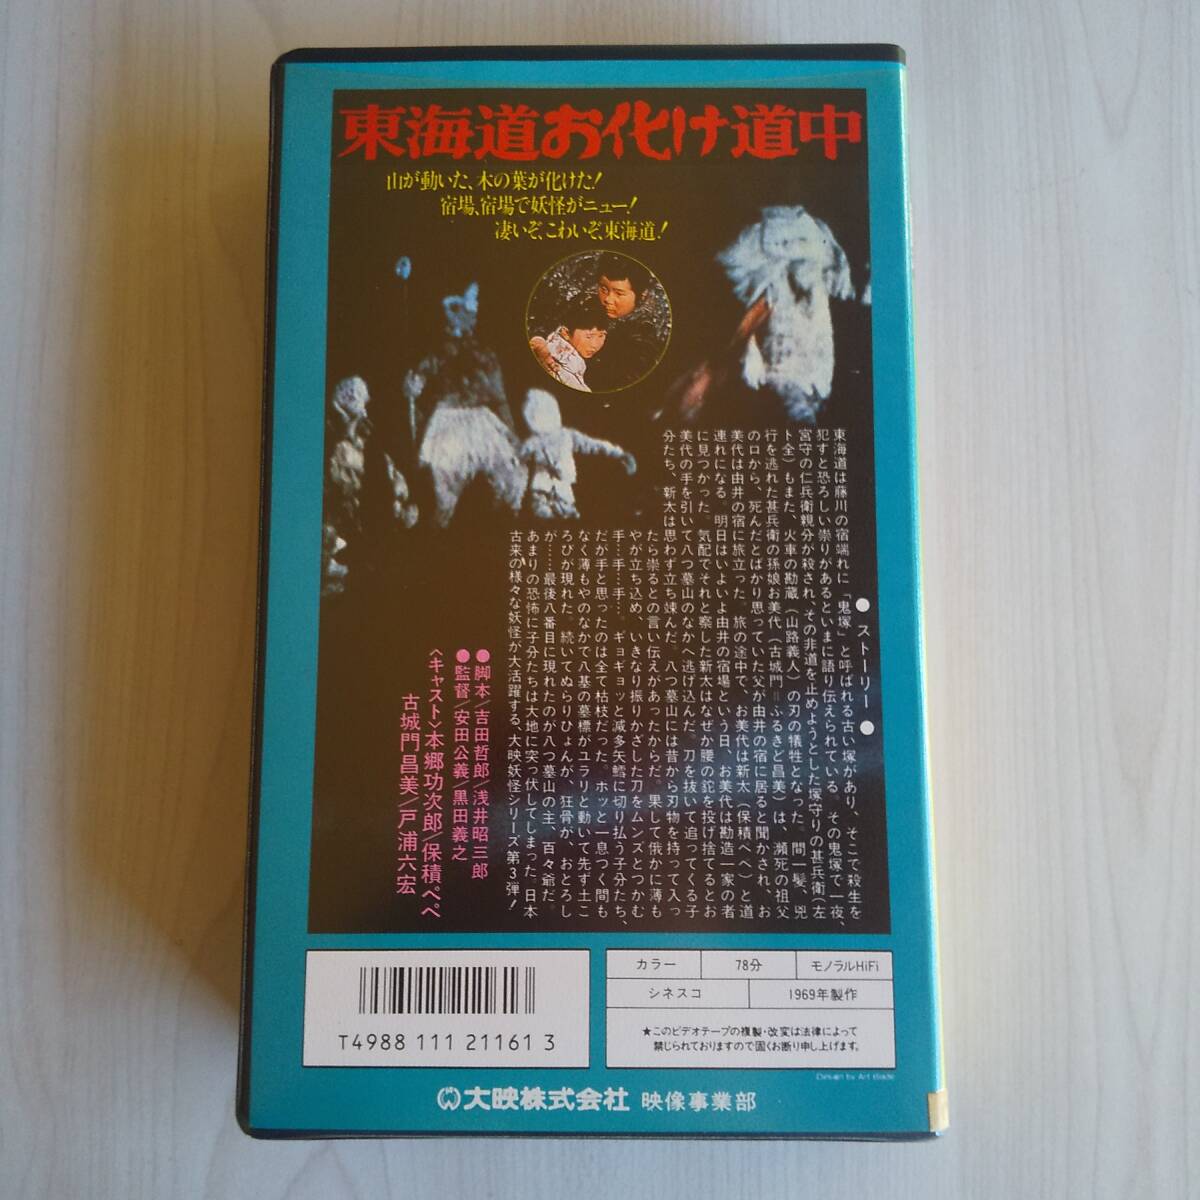 東海道お化け道中
山が動いた、木の葉が化けた!
宿場、宿場で妖怪がニュー!
凄いぞ、こわいぞ、東海道!
●ストーリー●
東海道は藤川の宿端れに「鬼塚」と呼ばれる古い塚があり、そこで殺生を
犯すと恐ろしい祟りがあるといまに語り伝えられている。その鬼塚で一夜、
宮守の仁兵衛親分が殺され、その非道を止めようとした塚守りの甚兵衛(左
ト全)もまた、火車の勘蔵(山路義人)の刃の犠牲となった。間一髪、兇
行を逃れた甚兵衛の孫娘お美代(古城門=ふるきど昌美)は、瀕死の祖父
の口から、死んだとばかり思っていた父が由井の宿に居ると聞かされ、お
美代は由井の宿に旅立った。旅の途中で、お美代は新太(保積ペペ)と道
連れになる。明日はいよいよ由井の宿場という日、お美代は勘造一家の者
に見つかった。気配でそれと察した新太はなぜか腰の鉈を投げ捨てるとお
美代の手を引いて八つ墓山のなかへ逃げ込んだ。刀を抜いて追ってくる子
分たち、新太は思わず立ち竦んだ。八つ墓山には昔から刃物を持って入っ
たら祟るとの言い伝えがあったからだ。果して俄かに薄も
やが立ち込め、いきなり振りかざした刀をムンズとつかむ
手…手…手…。ギョギョッと滅多矢鱈に切り払う子分たち、
だが手と思ったのは全て枯枝だった。ホッと一息つく間も
なく薄もやのなかで八基の墓標がユラリと動いて先ず土こ
ろびが現れた。続いてぬらりひょんが、狂骨が、おとろし
が……最後八番目に現れたのが八つ墓山の主、百々爺だ。
あまりの恐怖に子分たちは大地に突っ伏してしまった。日本
古来の様々な妖怪が大活躍する、大映妖怪シリーズ第3弾!
●脚本/吉田哲郎/浅井昭三郎
●監督/安田公義/黒田義之
〈キャスト〉本郷功次郎/保積ペペ
古城門昌美/戸浦六宏
カラー
78分
モノラルHiFi
シネスコ
1969年製作
★このビデオテープの複製・改変は法律によって
禁じられておりますので固くお断り申し上げます。
T4988 111 21161 3
Design by Art Blade
大映株式会社 映像事業部